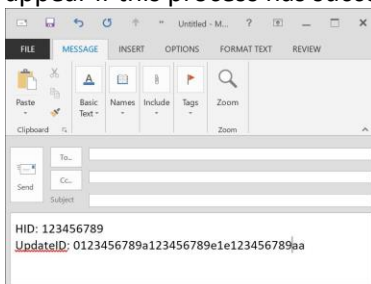 appear if this process has succe
Untitled - M... ?
FILE MESSAGE INSERT OPTIONS FORMAT TEXT REVIEW
Paste Basic Text Names Include Tags Zoom
Clipboard Zoom
To...
Send
Cc...
Subject
HID: 123456789
UpdateID: 0123456789a123456789e1e123456789aa